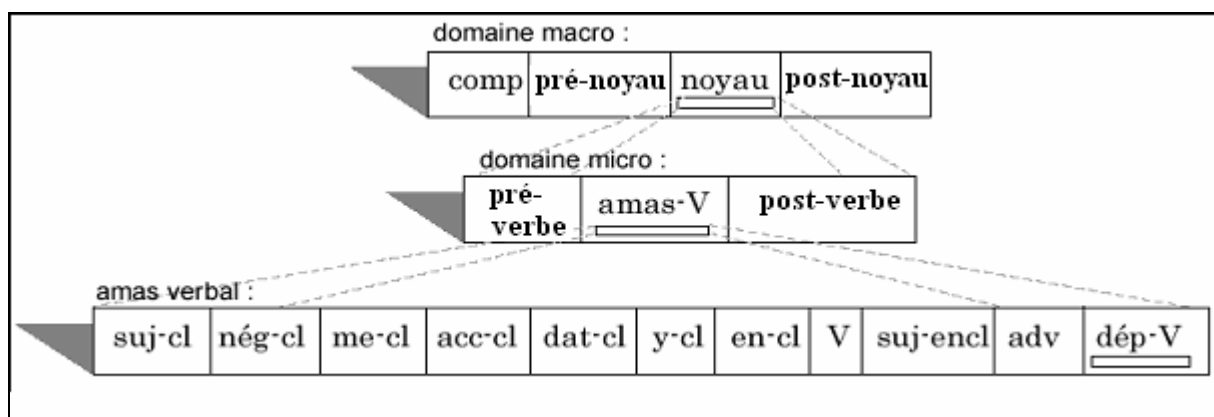 domaine macro :
comp pré-noyau noyau post-noyau
domaine micro :
pré-verbe amas-V post-verbe
amas verbal :
suj-cl nég-cl me-cl acc-cl dat-cl y-cl en-cl V suj-encl adv dép-V